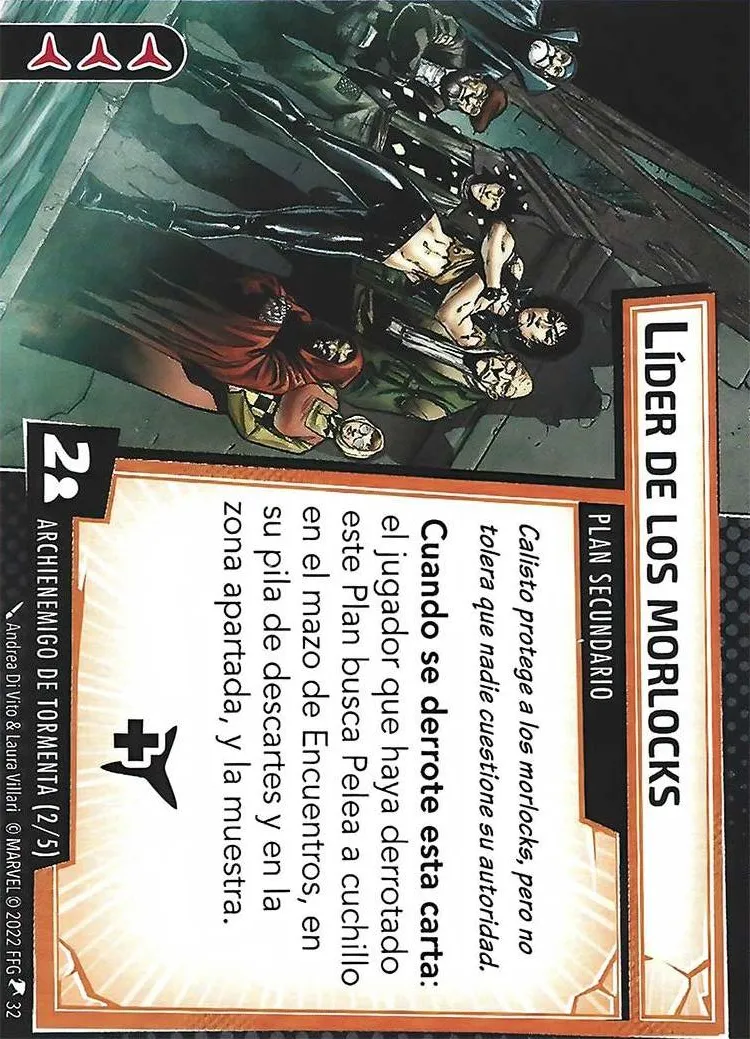 LÍDER DE LOS MORLOCKS
PLAN SECUNDARIO
Calisto protege a los morlocks, pero no
tolera que nadie cuestione su autoridad.
Cuando se derrote esta carta:
el jugador que haya derrotado
este Plan busca Pelea a cuchillo
en el mazo de Encuentros, en
su pila de descartes y en la
zona apartada, y la muestra.
2
ARCHIENEMIGO DE TORMENTA (2/5)
Andrea Di Vito & Laura Villari © MARVEL © 2022 FFG 32